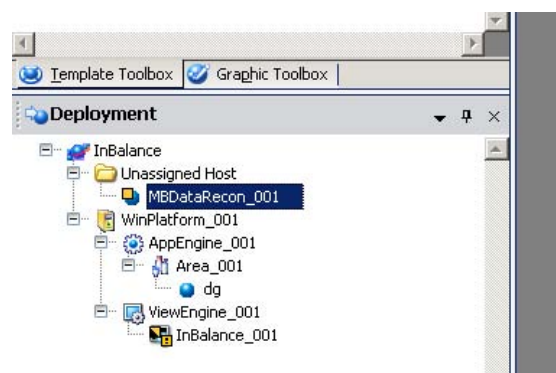 Template Toolbox Graphic Toolbox
Deployment
InBalance
Unassigned Host
MBDataRecon_001
WinPlatform_001
AppEngine_001
Area_001
dg
ViewEngine_001
InBalance_001